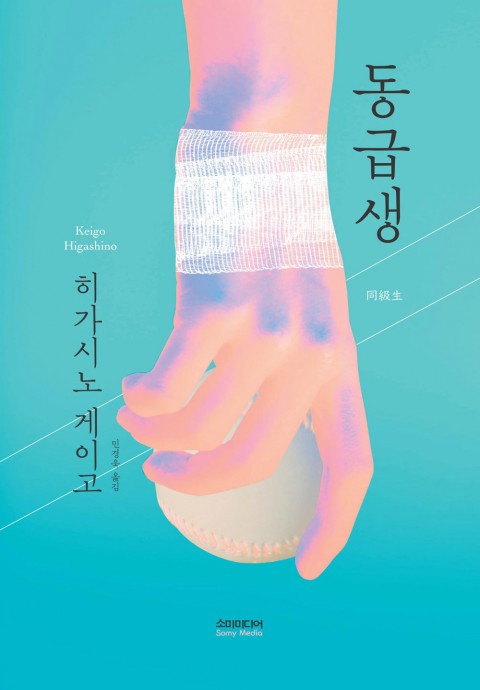 동급생
同級生
Keigo
Higashino
히가시노 게이고
민경욱 옮김
소미미디어
Somy Media